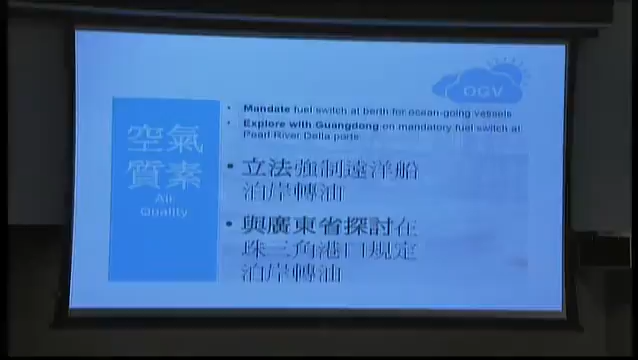 OGV
空氣
質素
Air
Quality
• Mandate fuel switch at berth for ocean-going vessels
• Explore with Guangdong on mandatory fuel switch at
Pearl River Delta ports
• 立法強制遠洋船
泊岸轉油
• 與廣東省探討在
珠三角港口規定
泊岸轉油